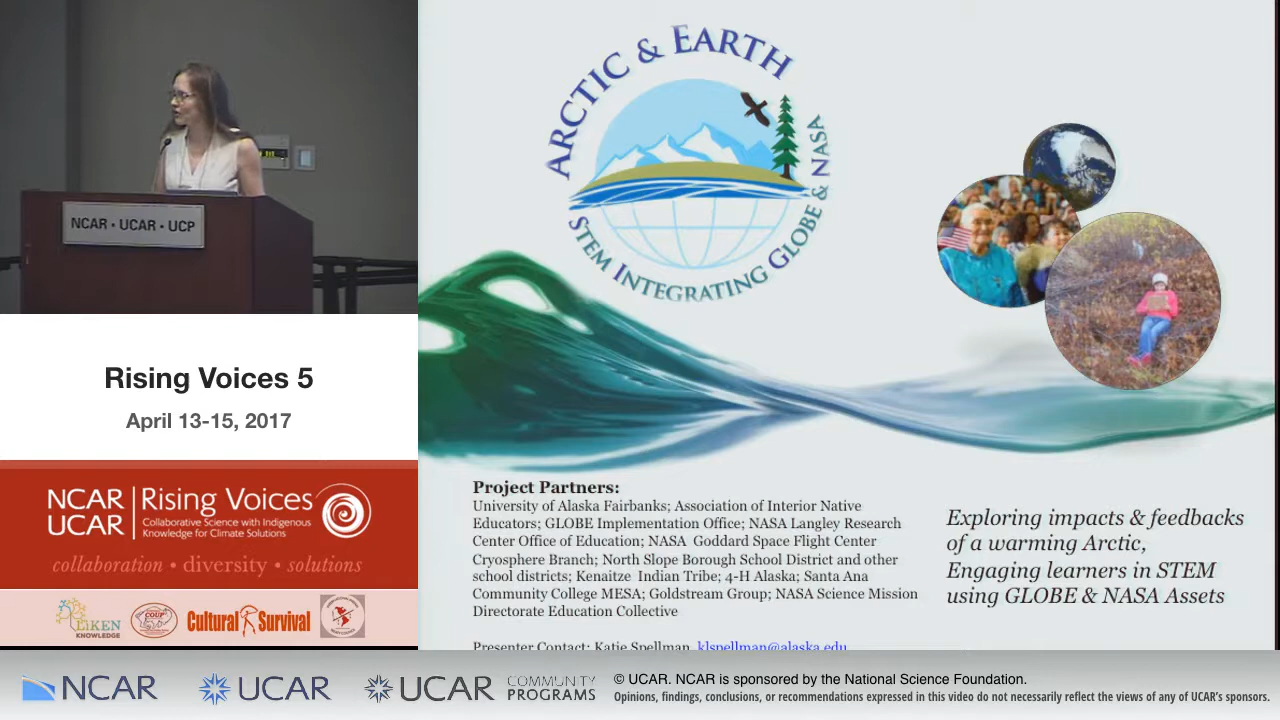 NCAR • UCAR • UCP
Rising Voices 5
April 13-15, 2017
NCAR
UCAR
Rising Voices
Collaborative Science with Indigenous
Knowledge for Climate Solutions
collaboration • diversity • solutions
EiKEN
KNOWLEDGE
Cultural Survival
ARCTIC & EARTH
STEM INTEGRATING GLOBE & NASA
Project Partners:
University of Alaska Fairbanks; Association of Interior Native
Educators; GLOBE Implementation Office; NASA Langley Research
Center Office of Education; NASA Goddard Space Flight Center
Cryosphere Branch; North Slope Borough School District and other
school districts; Kenaitze Indian Tribe; 4-H Alaska; Santa Ana
Community College MESA; Goldstream Group; NASA Science Mission
Directorate Education Collective
Presenter Contact: Katie Spellman, klspellman@alaska.edu
Exploring impacts & feedbacks
of a warming Arctic,
Engaging learners in STEM
using GLOBE & NASA Assets
NCAR
UCAR
UCAR
COMMUNITY
PROGRAMS
© UCAR. NCAR is sponsored by the National Science Foundation.
Opinions, findings, conclusions, or recommendations expressed in this video do not necessarily reflect the views of any of UCAR's sponsors.